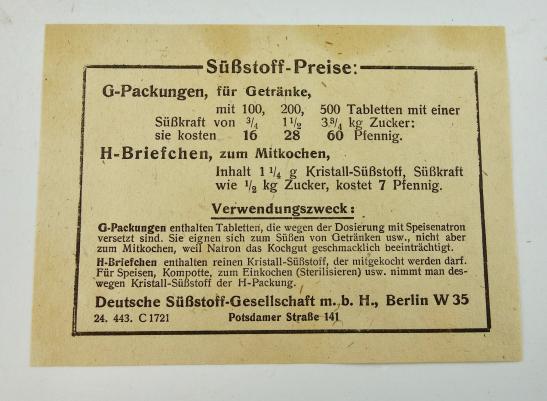 Süßstoff-Preise:
G-Packungen, für Getränke,
mit 100, 200, 500 Tabletten mit einer
Süßkraft von 3/4 1 1/2 3 3/4 kg Zucker:
sie kosten 16 28 60 Pfennig.
H-Briefchen, zum Mitkochen,
Inhalt 1 1/4 g Kristall-Süßstoff, Süßkraft
wie 1/2 kg Zucker, kostet 7 Pfennig.
Verwendungszweck:
G-Packungen enthalten Tabletten, die wegen der Dosierung mit Speisenatron
versetzt sind. Sie eignen sich zum Süßen von Getränken usw., nicht aber
zum Mitkochen, weil Natron das Kochgut geschmacklich beeinträchtigt.
H-Briefchen enthalten reinen Kristall-Süßstoff, der mitgekocht werden darf.
Für Speisen, Kompotte, zum Einkochen (Sterilisieren) usw. nimmt man des-
wegen Kristall-Süßstoff der H-Packung.
Deutsche Süßstoff-Gesellschaft m. b. H., Berlin W 35
24. 443. C 1721 Potsdamer Straße 141